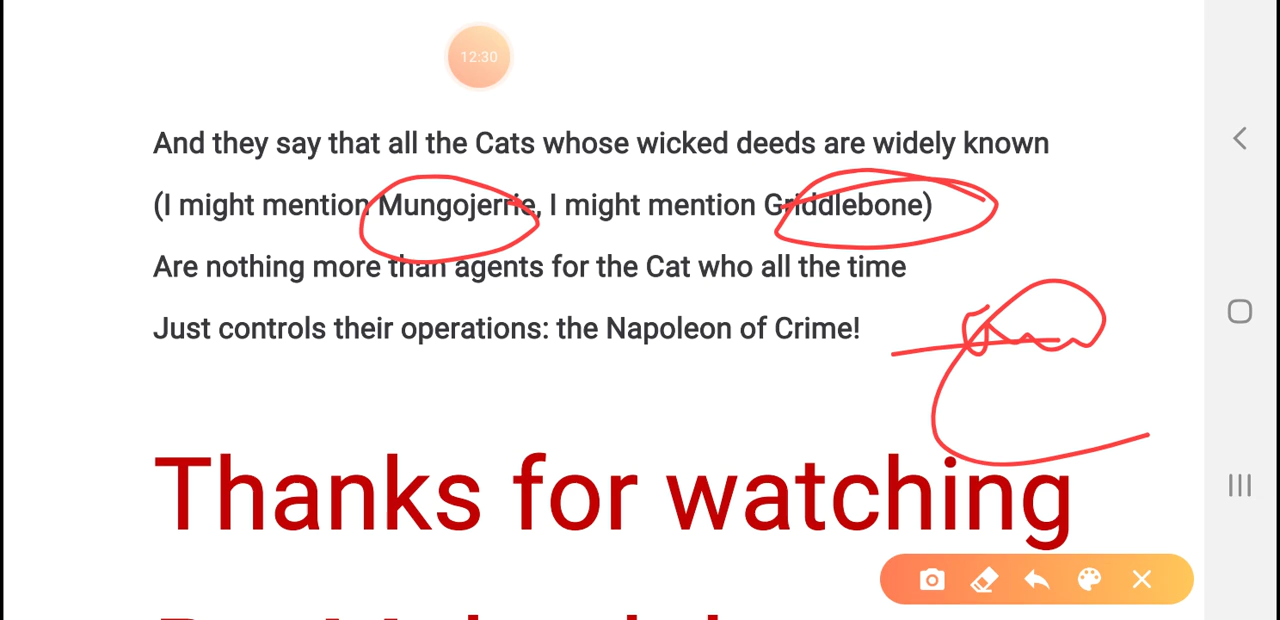 12:30
And they say that all the Cats whose wicked deeds are widely known
(I might mention Mungojerrie, I might mention Griddlebone)
Are nothing more than agents for the Cat who all the time
Just controls their operations: the Napoleon of Crime!
Thanks for watching